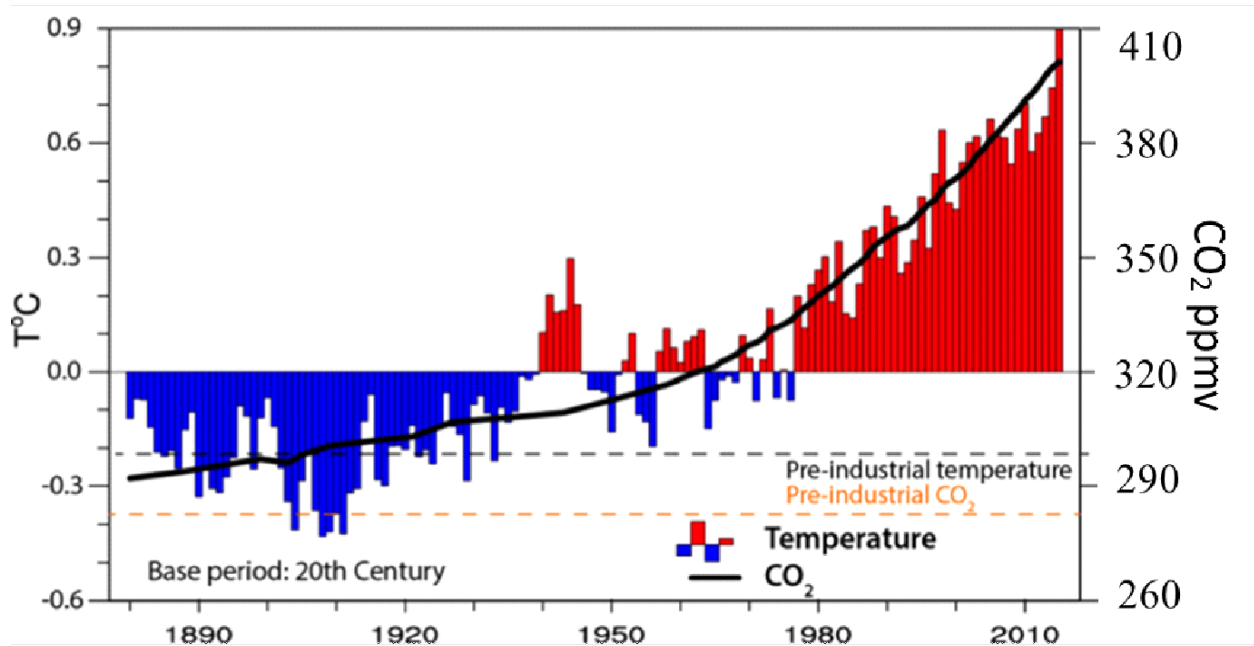 0.9
0.6
0.3
0.0
-0.3
-0.6
T°C
410
380
350
320
290
260
CO₂ ppmv
Pre-industrial temperature
Pre-industrial CO₂
Temperature
CO₂
Base period: 20th Century
1890 1920 1950 1980 2010